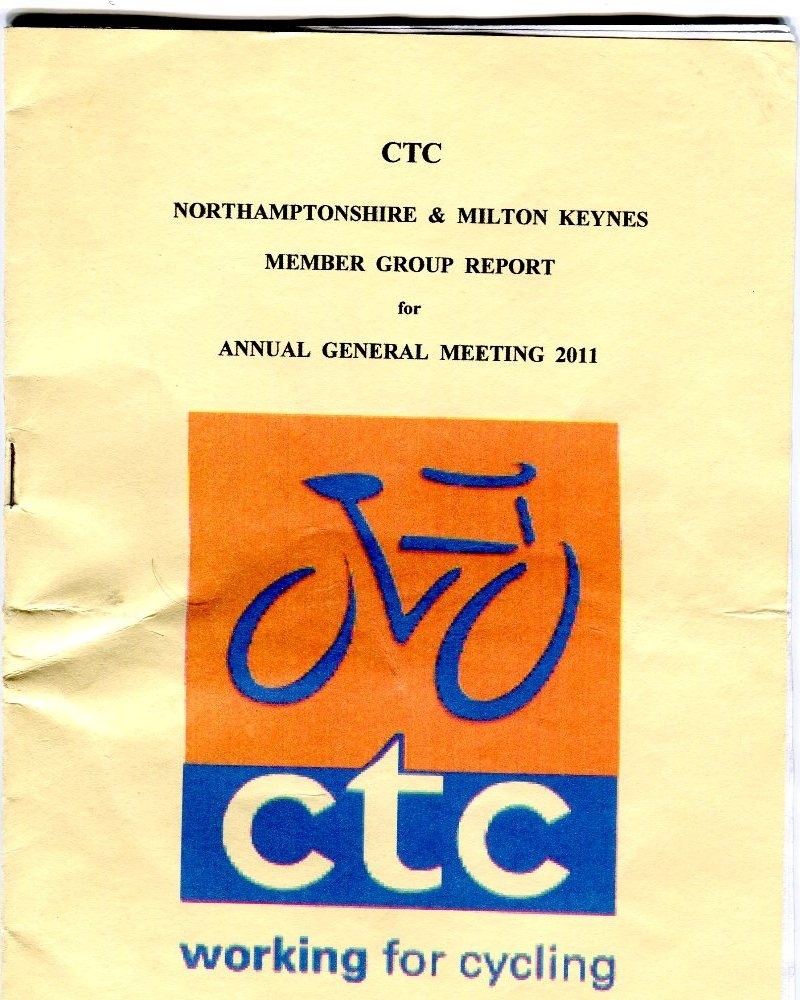 CTC
NORTHAMPTONSHIRE & MILTON KEYNES
MEMBER GROUP REPORT
for
ANNUAL GENERAL MEETING 2011
ctc
working for cycling